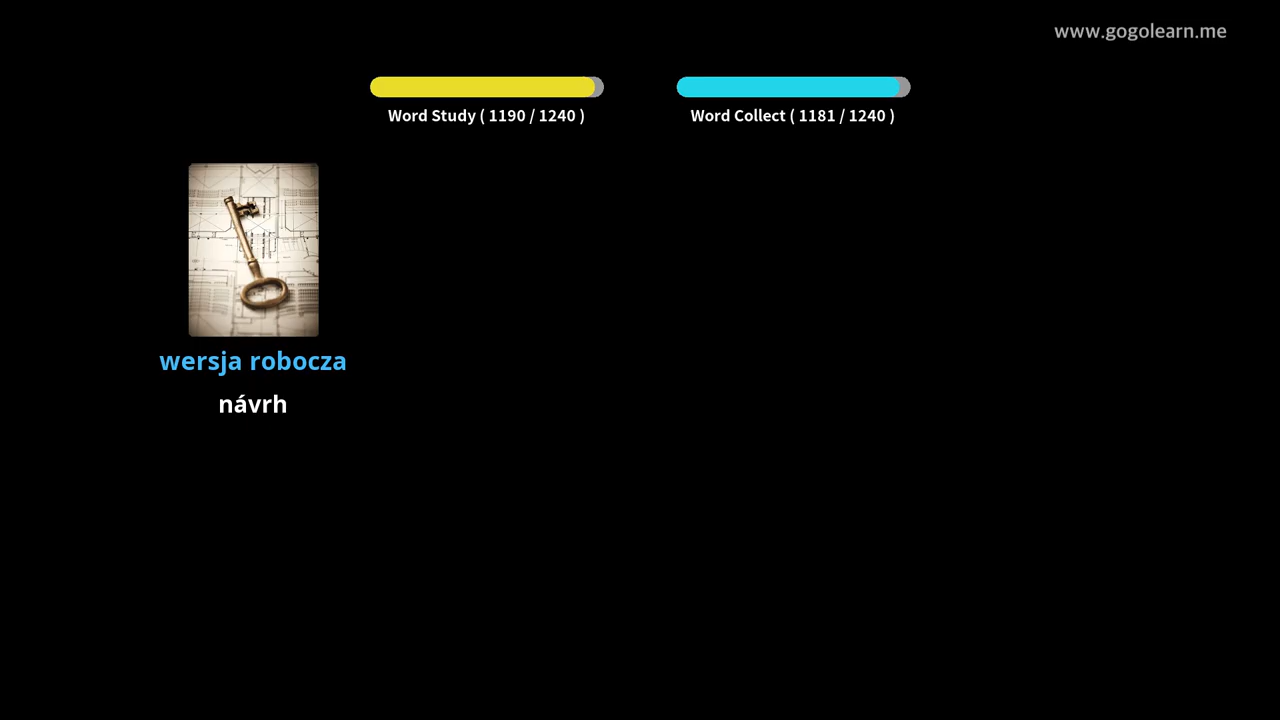 www.gogolearn.me
Word Study ( 1190 / 1240 )
Word Collect ( 1181 / 1240 )
wersja robocza
návrh